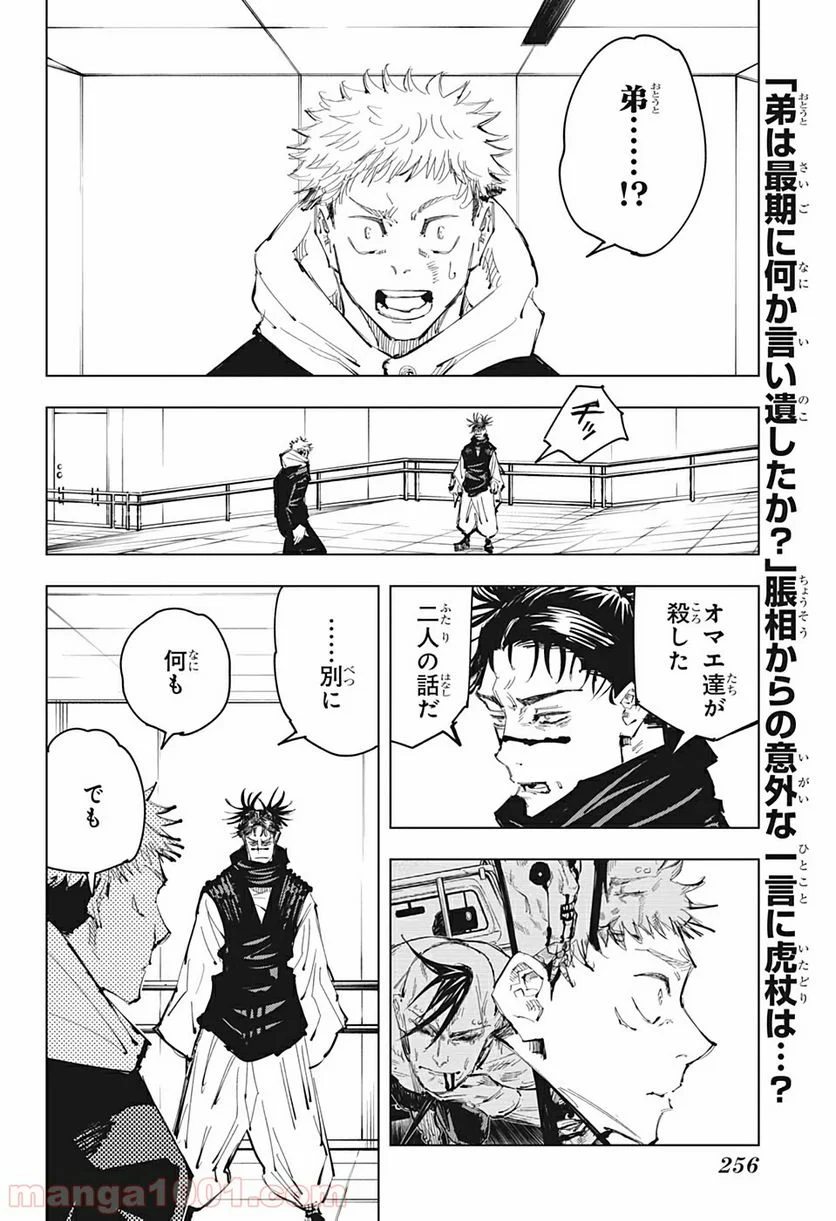 「弟は最期に何か言い遺したか？」脹相からの意外な一言に虎杖は…？
弟
……
!?
チッ
オマエ達が
殺した
二人の話だ
……別に
何も
でも
256
manga1001.com